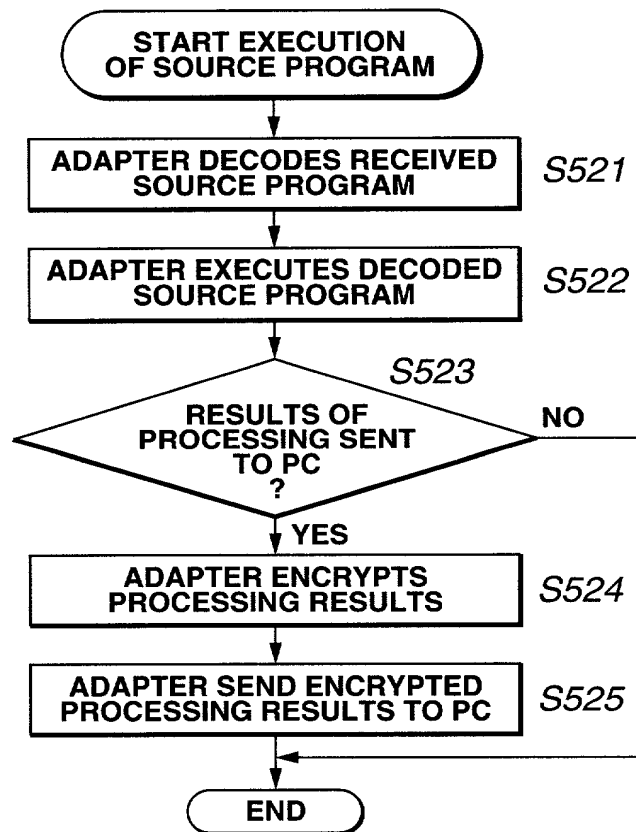 START EXECUTION
OF SOURCE PROGRAM
ADAPTER DECODES RECEIVED
SOURCE PROGRAM
S521
ADAPTER EXECUTES DECODED
SOURCE PROGRAM
S522
S523
RESULTS OF
PROCESSING SENT
TO PC
?
NO
YES
ADAPTER ENCRYPTS
PROCESSING RESULTS
S524
ADAPTER SEND ENCRYPTED
PROCESSING RESULTS TO PC
S525
END